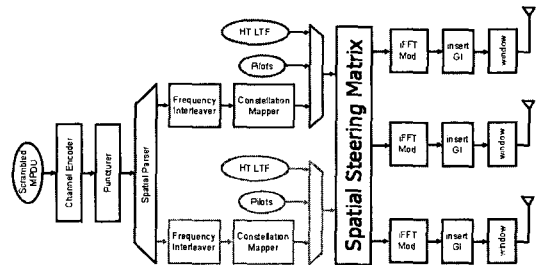 Scrambled
MPDU
Channel Encoder
Puncturer
Spatial Parser
HT LTF
Pilots
Frequency
Interleaver
Constellation
Mapper
HT LTF
Pilots
Frequency
Interleaver
Constellation
Mapper
Spatial Steering Matrix
iFFT
Mod
insert
GI
window
iFFT
Mod
insert
GI
window
iFFT
Mod
insert
GI
window